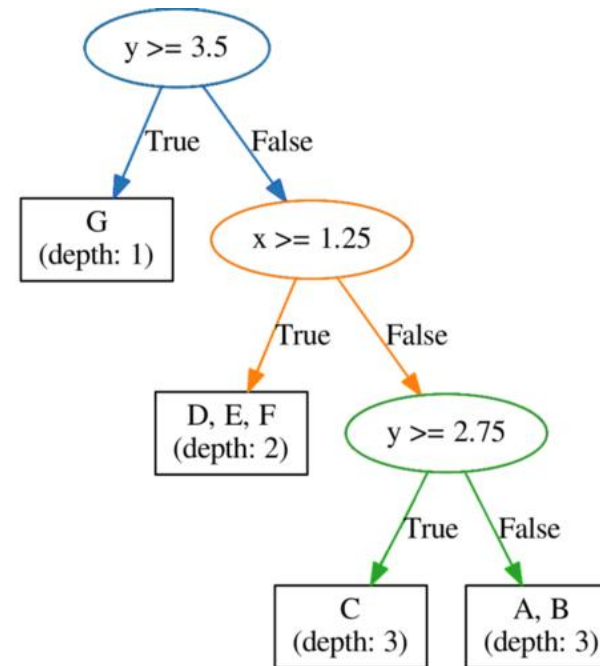 y >= 3.5
True
False
G
(depth: 1)
x >= 1.25
True
False
D, E, F
(depth: 2)
y >= 2.75
True
False
C
(depth: 3)
A, B
(depth: 3)